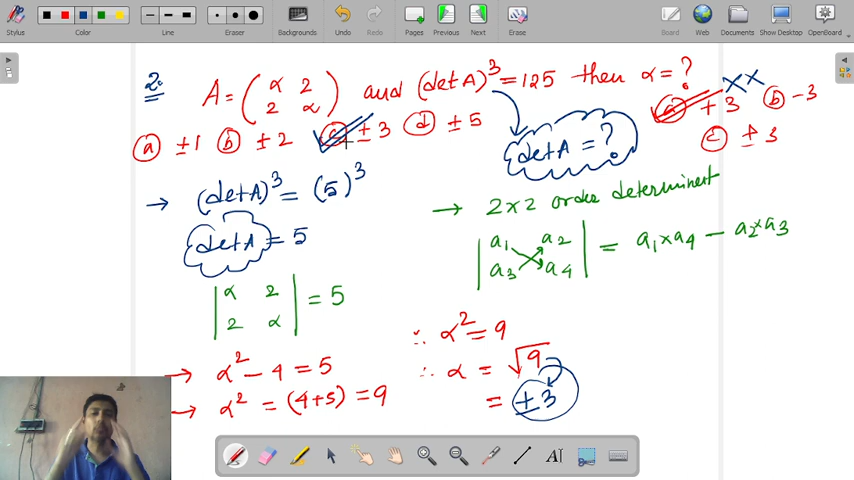 Stylus Colors Line Eraser Backgrounds Undo Redo Pages Previous Next Erase Board Web Documents Show Desktop OpenBoard
2.
A = ( α 2 2 α ) and (det A)³ = 125 then α = ?
ⓐ ±1 ⓑ ±2 ⓒ ±3 ⓓ ±5
det A = ?
ⓐ +3 ⓑ -3
ⓒ ±3
→ (det A)³ = (5)³
det A = 5
| α 2 2 α | = 5
→ α² - 4 = 5
→ α² = (4+5) = 9
→ 2×2 order determinent
| a₁ a₂ a₃ a₄ | = a₁×a₄ - a₂×a₃
∴ α² = 9
∴ α = √9
= ±3